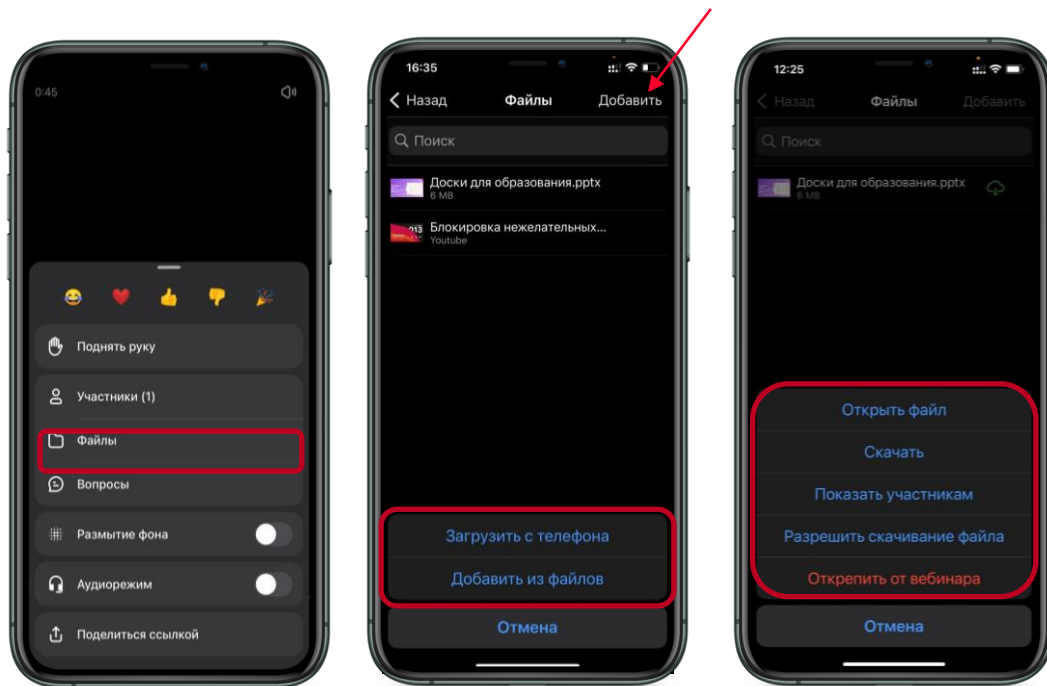 0:45
Поднять руку
Участники (1)
Файлы
Вопросы
Размытие фона
Аудиорежим
Поделиться ссылкой
16:35
Назад Файлы Добавить
Поиск
Доски для образования.pptx
6 MB
Блокировка нежелательных...
Youtube
Загрузить с телефона
Добавить из файлов
Отмена
12:25
Назад Файлы Добавить
Поиск
Доски для образования.pptx
6 MB
Открыть файл
Скачать
Показать участникам
Разрешить скачивание файла
Открепить от вебинара
Отмена